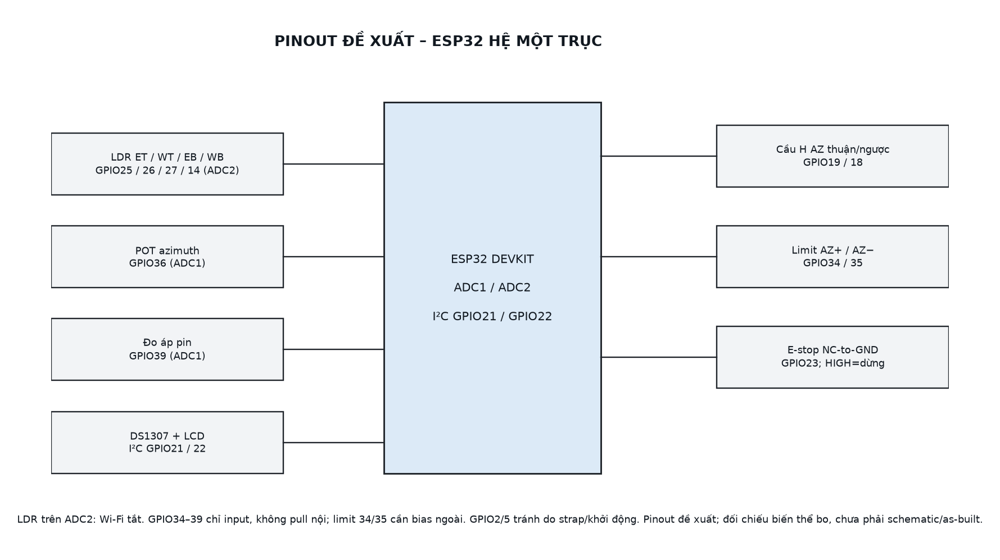 PINOUT ĐỀ XUẤT – ESP32 HỆ MỘT TRỤC
LDR ET / WT / EB / WB
GPIO25 / 26 / 27 / 14 (ADC2)
POT azimuth
GPIO36 (ADC1)
Đo áp pin
GPIO39 (ADC1)
DS1307 + LCD
I²C GPIO21 / 22
ESP32 DEVKIT
ADC1 / ADC2
I²C GPIO21 / GPIO22
Cầu H AZ thuận/ngược
GPIO19 / 18
Limit AZ+ / AZ−
GPIO34 / 35
E-stop NC-to-GND
GPIO23; HIGH=dừng
LDR trên ADC2: Wi-Fi tắt. GPIO34–39 chỉ input, không pull nội; limit 34/35 cần bias ngoài. GPIO2/5 tránh do strap/khởi động. Pinout đề xuất; đối chiếu biến thể bo, chưa phải schematic/as-built.